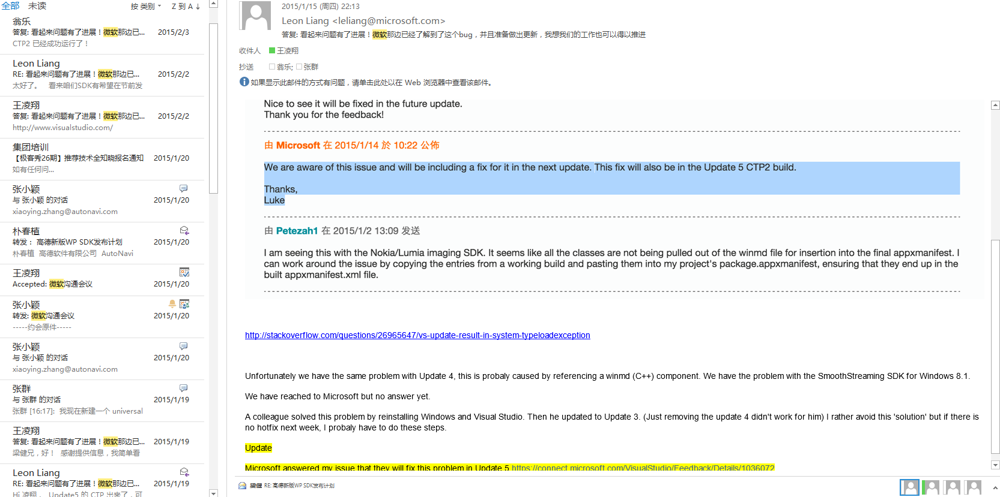 全部 未读 按 类别 Z 到 A ↓
翁乐
答复: 看起来问题有了进展！微软那边已... 2015/2/3
CTP2 已经成功运行了！
Leon Liang
RE: 看起来问题有了进展！微软那边已... 2015/2/2
太好了。 看来咱们SDK有希望在节前发
王凌翔
答复: 看起来问题有了进展！微软那边已... 2015/2/2
http://www.visualstudio.com/
集团培训
【极客秀26期】推荐技术全知晓报名通知 2015/1/20
如有任何问...
张小颖
与 张小颖 的对话 2015/1/20
xiaoying.zhang@autonavi.com
朴春植
转发： 高德新版WP SDK发布计划 2015/1/20
朴春植 高德软件有限公司 AutoNavi
王凌翔
Accepted: 微软沟通会议 2015/1/20
张小颖
转发: 微软沟通会议 2015/1/20
-----约会原件-----
张小颖
与 张小颖 的对话 2015/1/20
xiaoying.zhang@autonavi.com
张群
与 张群 的对话 2015/1/19
张群 [16:17]: 我现在新建一个 universal
王凌翔
答复: 看起来问题有了进展！微软那边已... 2015/1/19
梁健兄，好！ 感谢提供信息，我简单看
Leon Liang
RE: 看起来问题有了进展！微软那边已... 2015/1/19
Hi 凌翔， Update5 的 CTP 出来了，可
2015/1/15 (周四) 22:13
Leon Liang <leliang@microsoft.com>
答复: 看起来问题有了进展！微软那边已经了解到了这个bug，并且准备做出更新，我想我们的工作也可以得以推进
收件人 王凌翔
抄送 翁乐; 张群
如果显示此邮件的方式有问题，请单击此处以在 Web 浏览器中查看该邮件。
Nice to see it will be fixed in the future update.
Thank you for the feedback!
由 Microsoft 在 2015/1/14 於 10:22 公佈
We are aware of this issue and will be including a fix for it in the next update. This fix will also be in the Update 5 CTP2 build.
Thanks,
Luke
由 Petezah1 在 2015/1/2 13:09 发送
I am seeing this with the Nokia/Lumia imaging SDK. It seems like all the classes are not being pulled out of the winmd file for insertion into the final appxmanifest. I
can work around the issue by copying the entries from a working build and pasting them into my project's package.appxmanifest, ensuring that they end up in the
built appxmanifest.xml file.
http://stackoverflow.com/questions/26965647/vs-update-result-in-system-typeloadexception
Unfortunately we have the same problem with Update 4, this is probaly caused by referencing a winmd (C++) component. We have the problem with the SmoothStreaming SDK for Windows 8.1.
We have reached to Microsoft but no answer yet.
A colleague solved this problem by reinstalling Windows and Visual Studio. Then he updated to Update 3. (Just removing the update 4 didn't work for him) I rather avoid this 'solution' but if there is
no hotfix next week, I probaly have to do these steps.
Update
Microsoft answered my issue that they will fix this problem in Update 5 https://connect.microsoft.com/VisualStudio/Feedback/Details/1036072
梁健 RE: 高德新版WP SDK发布计划